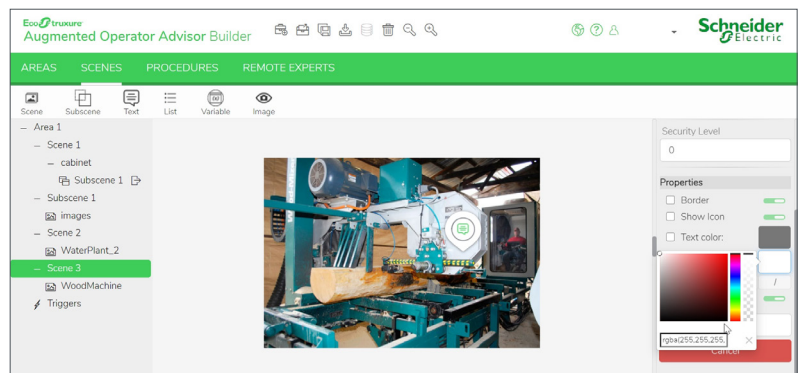 EcoStruxure
Augmented Operator Advisor Builder
Schneider
Electric
AREAS SCENES PROCEDURES REMOTE EXPERTS
Scene Subscene Text List Variable Image
Area 1
Scene 1
cabinet
Subscene 1
Subscene 1
images
Scene 2
WaterPlant_2
Scene 3
WoodMachine
Triggers
Security Level
0
Properties
Border
Show Icon
Text color:
/
rgba(255,255,255,
Cancel